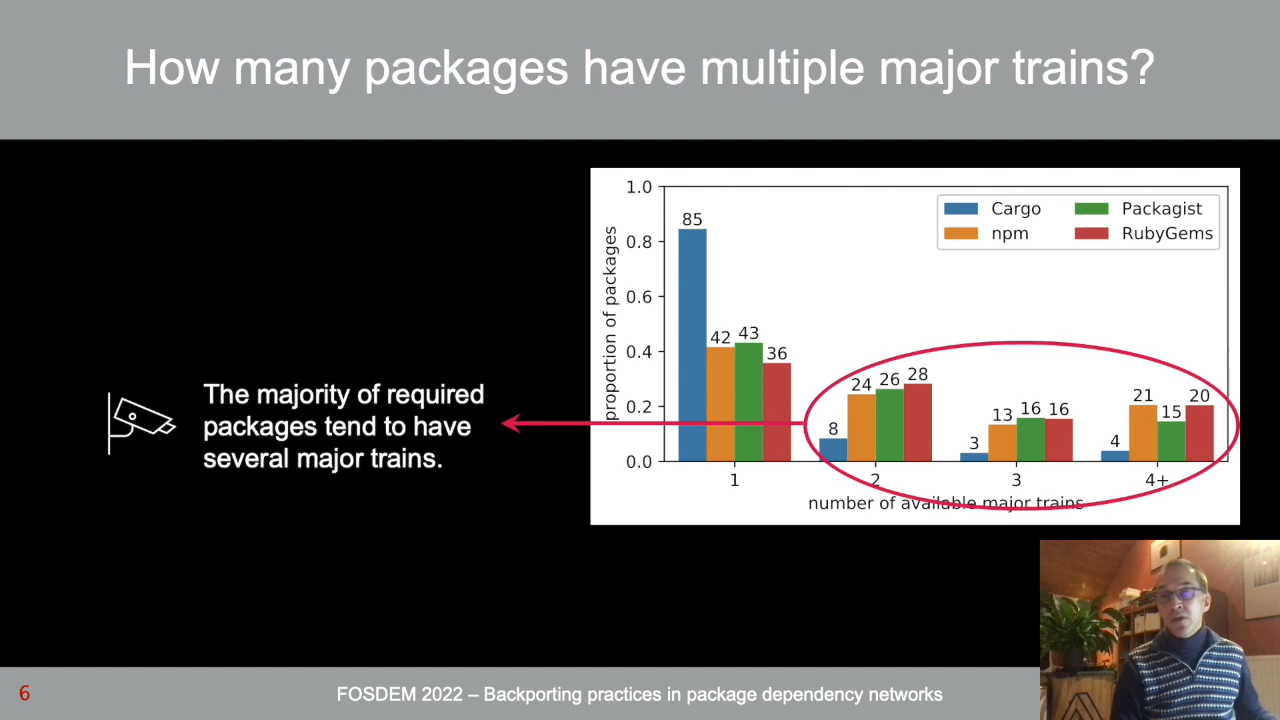 How many packages have multiple major trains?
The majority of required
packages tend to have
several major trains.
proportion of packages
1.0
0.8
0.6
0.4
0.2
0.0
Cargo
npm
Packagist
RubyGems
85
42
43
36
8
24
26
28
3
13
16
16
4
21
15
20
1
2
3
4+
number of available major trains
6
FOSDEM 2022 – Backporting practices in package dependency networks